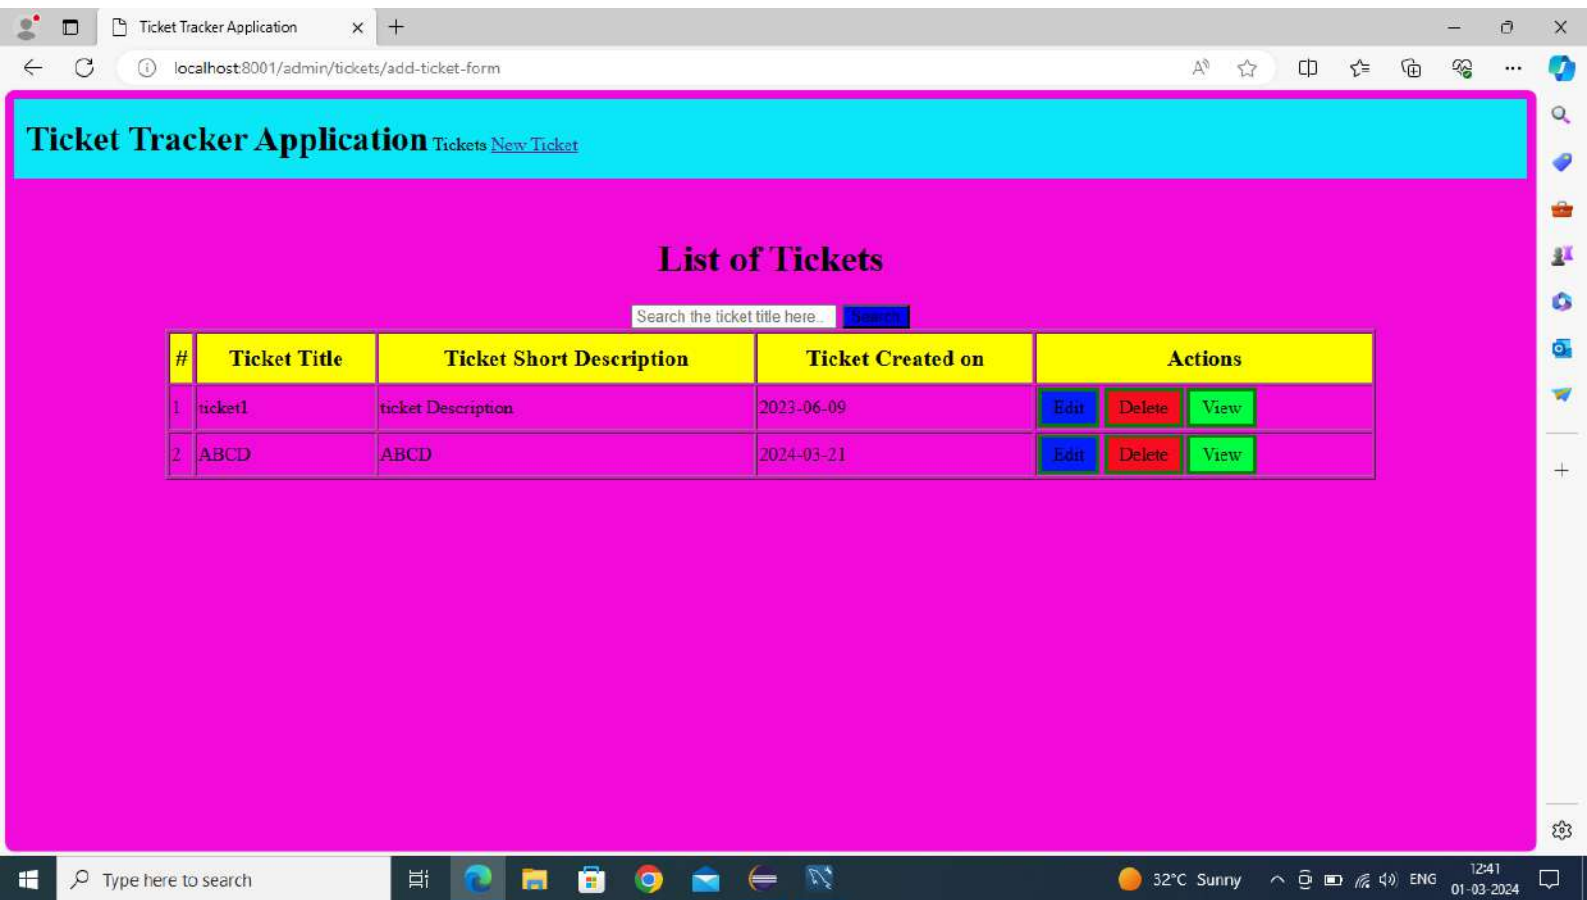 Ticket Tracker Application
localhost:8001/admin/tickets/add-ticket-form
Ticket Tracker Application Tickets New Ticket
List of Tickets
Search the ticket title here.. Search
# Ticket Title Ticket Short Description Ticket Created on Actions
1 ticket1 ticket Description 2023-06-09 Edit Delete View
2 ABCD ABCD 2024-03-21 Edit Delete View
Type here to search 32°C Sunny ENG 12:41
01-03-2024